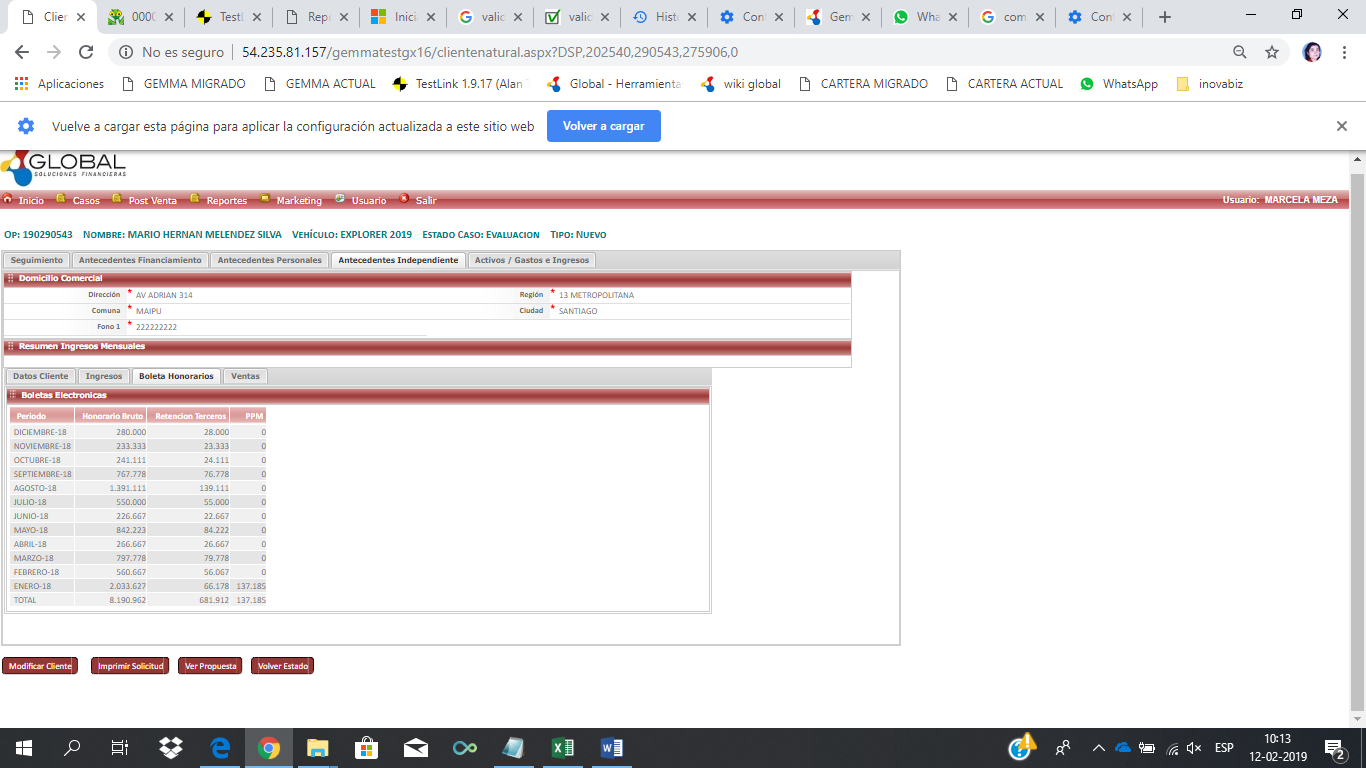 Clier
0000
TestL
Repo
Inici
valid
valid
Hist
Cont
Gem
Wha
com
Cont
No es seguro | 54.235.81.157/gemmatestgx16/clientenatural.aspx?DSP,202540,290543,275906,0
Aplicaciones GEMMA MIGRADO GEMMA ACTUAL TestLink 1.9.17 (Alan Global - Herramienta wiki global CARTERA MIGRADO CARTERA ACTUAL WhatsApp inovabiz
Vuelve a cargar esta página para aplicar la configuración actualizada a este sitio web Volver a cargar
GLOBAL
SOLUCIONES FINANCIERAS
Inicio Casos Post Venta Reportes Marketing Usuario Salir Usuario: MARCELA MEZA
OP: 190290543 NOMBRE: MARIO HERNAN MELENDEZ SILVA VEHÍCULO: EXPLORER 2019 ESTADO CASO: EVALUACION TIPO: NUEVO
Seguimiento Antecedentes Financiamiento Antecedentes Personales Antecedentes Independiente Activos / Gastos e Ingresos
Domicilio Comercial
Dirección * AV ADRIAN 314 Región * 13 METROPOLITANA
Comuna * MAIPU Ciudad * SANTIAGO
Fono 1 * 222222222
Resumen Ingresos Mensuales
Datos Cliente Ingresos Boleta Honorarios Ventas
Boletas Electronicas
Periodo Honorario Bruto Retencion Terceros PPM
DICIEMBRE-18 280.000 28.000 0
NOVIEMBRE-18 233.333 23.333 0
OCTUBRE-18 241.111 24.111 0
SEPTIEMBRE-18 767.778 76.778 0
AGOSTO-18 1.391.111 139.111 0
JULIO-18 550.000 55.000 0
JUNIO-18 226.667 22.667 0
MAYO-18 842.223 84.222 0
ABRIL-18 266.667 26.667 0
MARZO-18 797.778 79.778 0
FEBRERO-18 560.667 56.067 0
ENERO-18 2.033.627 66.178 137.185
TOTAL 8.190.962 681.912 137.185
Modificar Cliente Imprimir Solicitud Ver Propuesta Volver Estado
ESP
10:13
12-02-2019
2